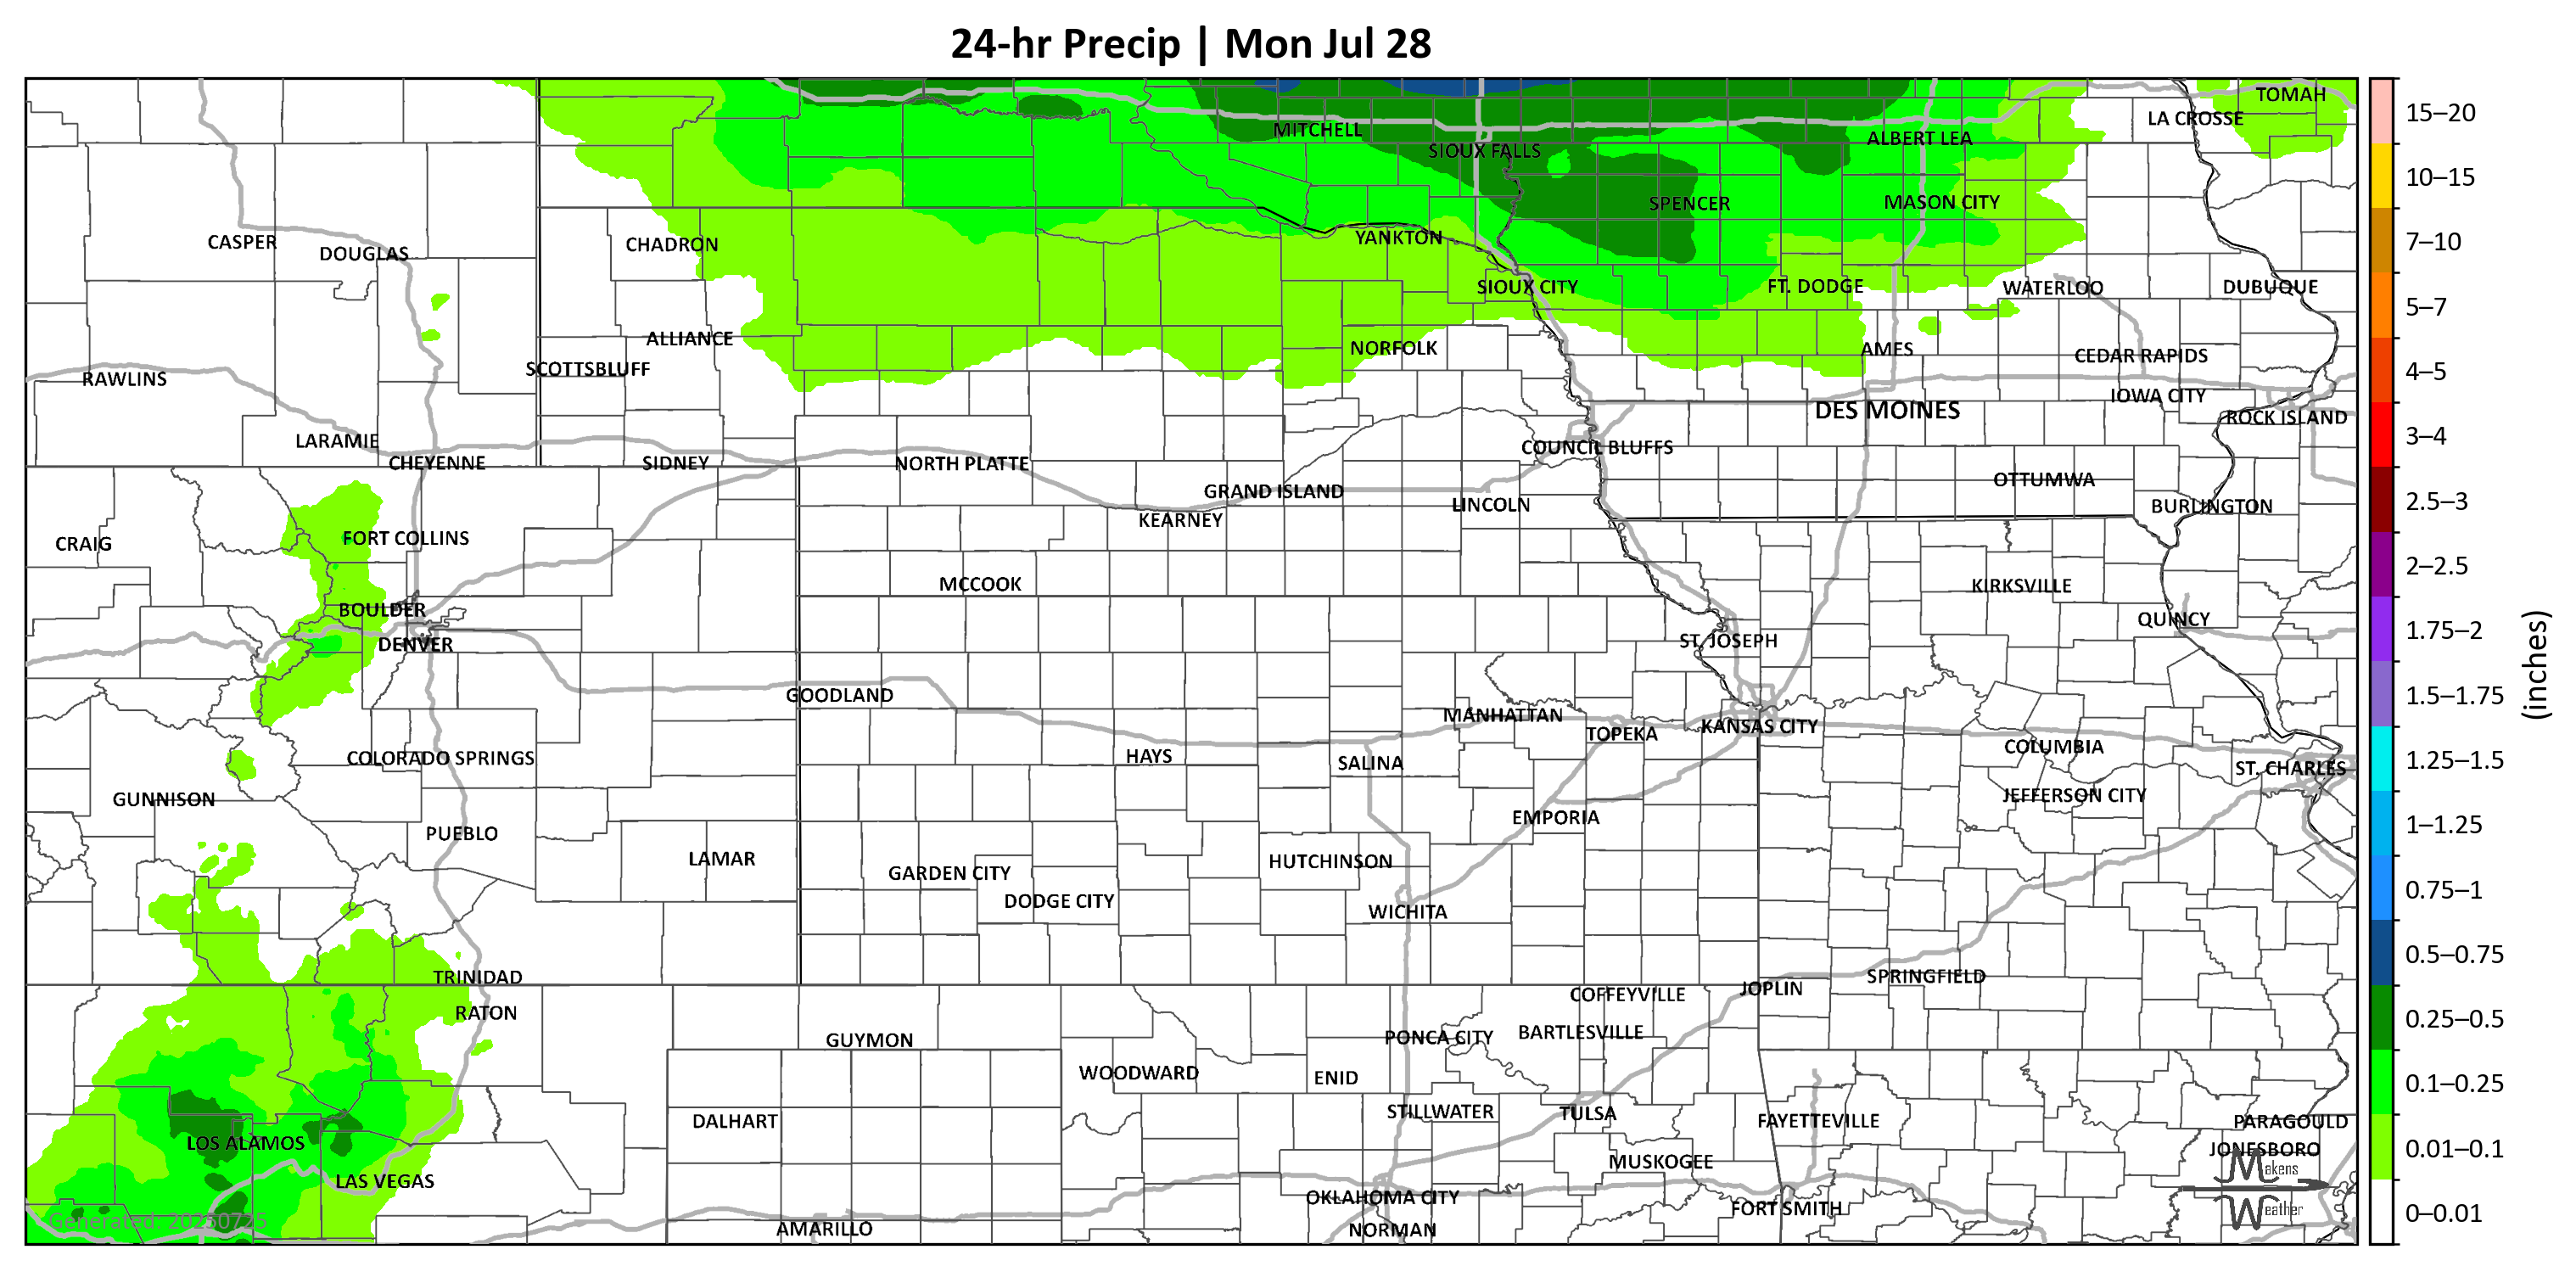 24-hr Precip | Mon Jul 28
TOMAH
LA CROSSE
MITCHELL
ALBERT LEA
SIOUX FALLS
SPENCER
MASON CITY
YANKTON
CASPER
CHADRON
DOUGLAS
SIOUX CITY
FT. DODGE
WATERLOO
DUBUQUE
ALLIANCE
NORFOLK
AMES
CEDAR RAPIDS
SCOTTSBLUFF
RAWLINS
IOWA CITY
DES MOINES
ROCK ISLAND
LARAMIE
COUNCIL BLUFFS
CHEYENNE
SIDNEY
NORTH PLATTE
OTTUMWA
GRAND ISLAND
LINCOLN
BURLINGTON
KEARNEY
CRAIG
FORT COLLINS
MCCOOK
KIRKSVILLE
BOULDER
QUINCY
DENVER
ST. JOSEPH
GOODLAND
MANHATTAN
TOPEKA
KANSAS CITY
COLUMBIA
COLORADO SPRINGS
HAYS
SALINA
ST. CHARLES
GUNNISON
JEFFERSON CITY
EMPORIA
PUEBLO
LAMAR
HUTCHINSON
GARDEN CITY
DODGE CITY
WICHITA
TRINIDAD
SPRINGFIELD
JOPLIN
COFFEYVILLE
RATON
GUYMON
PONCA CITY
BARTLESVILLE
WOODWARD
ENID
STILLWATER
TULSA
DALHART
FAYETTEVILLE
PARAGOULD
LOS ALAMOS
JONESBORO
MUSKOGEE
LAS VEGAS
OKLAHOMA CITY
FORT SMITH
AMARILLO
NORMAN
Generated: 20250725
Makens
Weather
15–20
10–15
7–10
5–7
4–5
3–4
2.5–3
2–2.5
1.75–2
1.5–1.75
1.25–1.5
1–1.25
0.75–1
0.5–0.75
0.25–0.5
0.1–0.25
0.01–0.1
0–0.01
(inches)